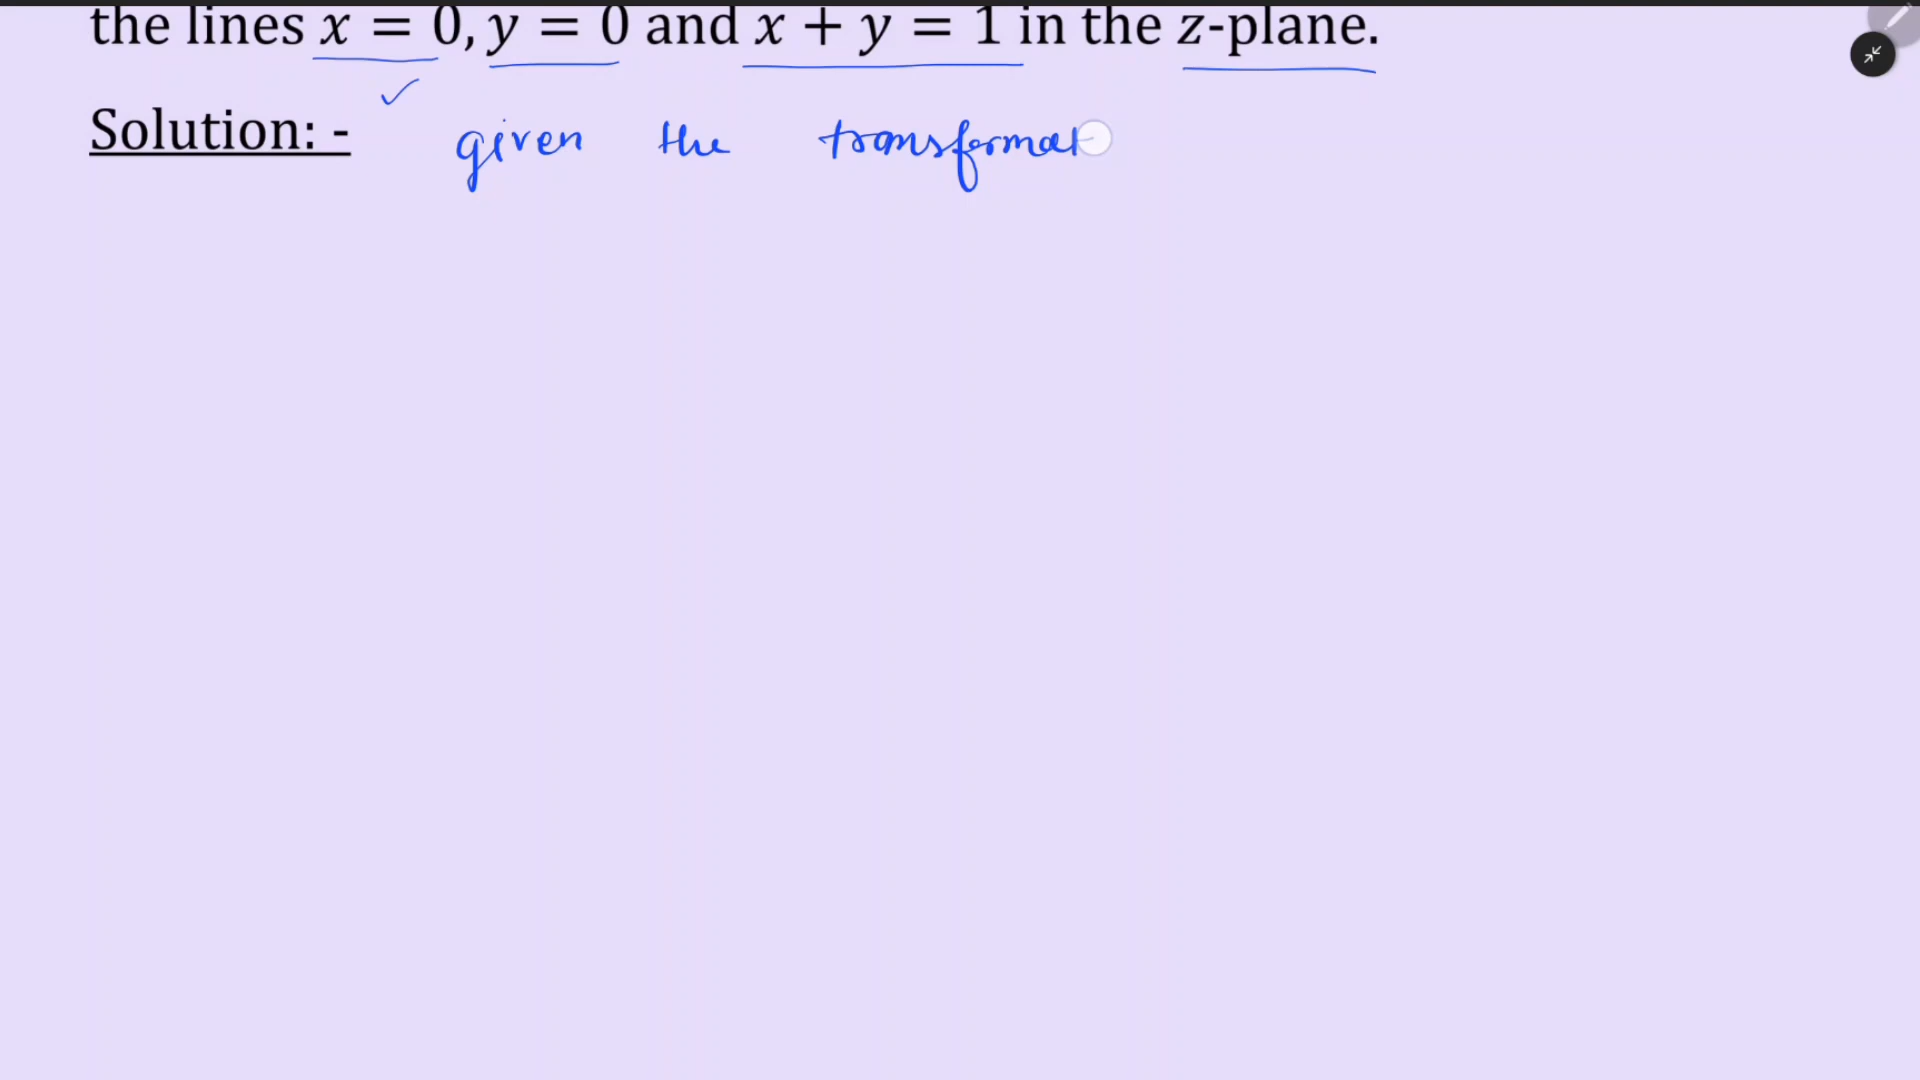 the lines x = 0, y = 0 and x + y = 1 in the z-plane.
Solution: - given the transformat